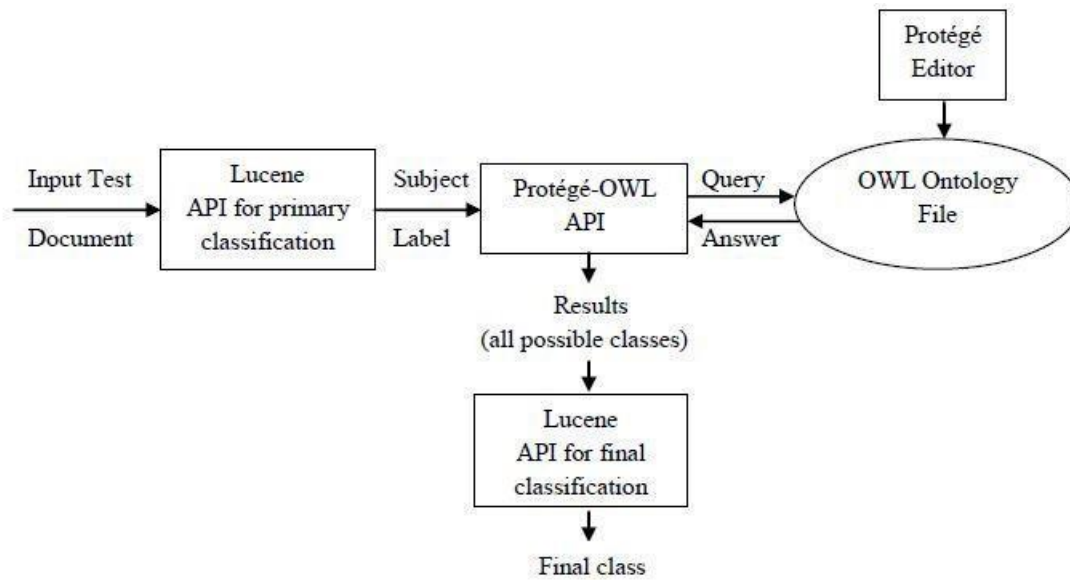 Protégé
Editor
Input Test
Document
Lucene
API for primary
classification
Subject
Label
Protégé-OWL
API
Query
Answer
OWL Ontology
File
Results
(all possible classes)
Lucene
API for final
classification
Final class